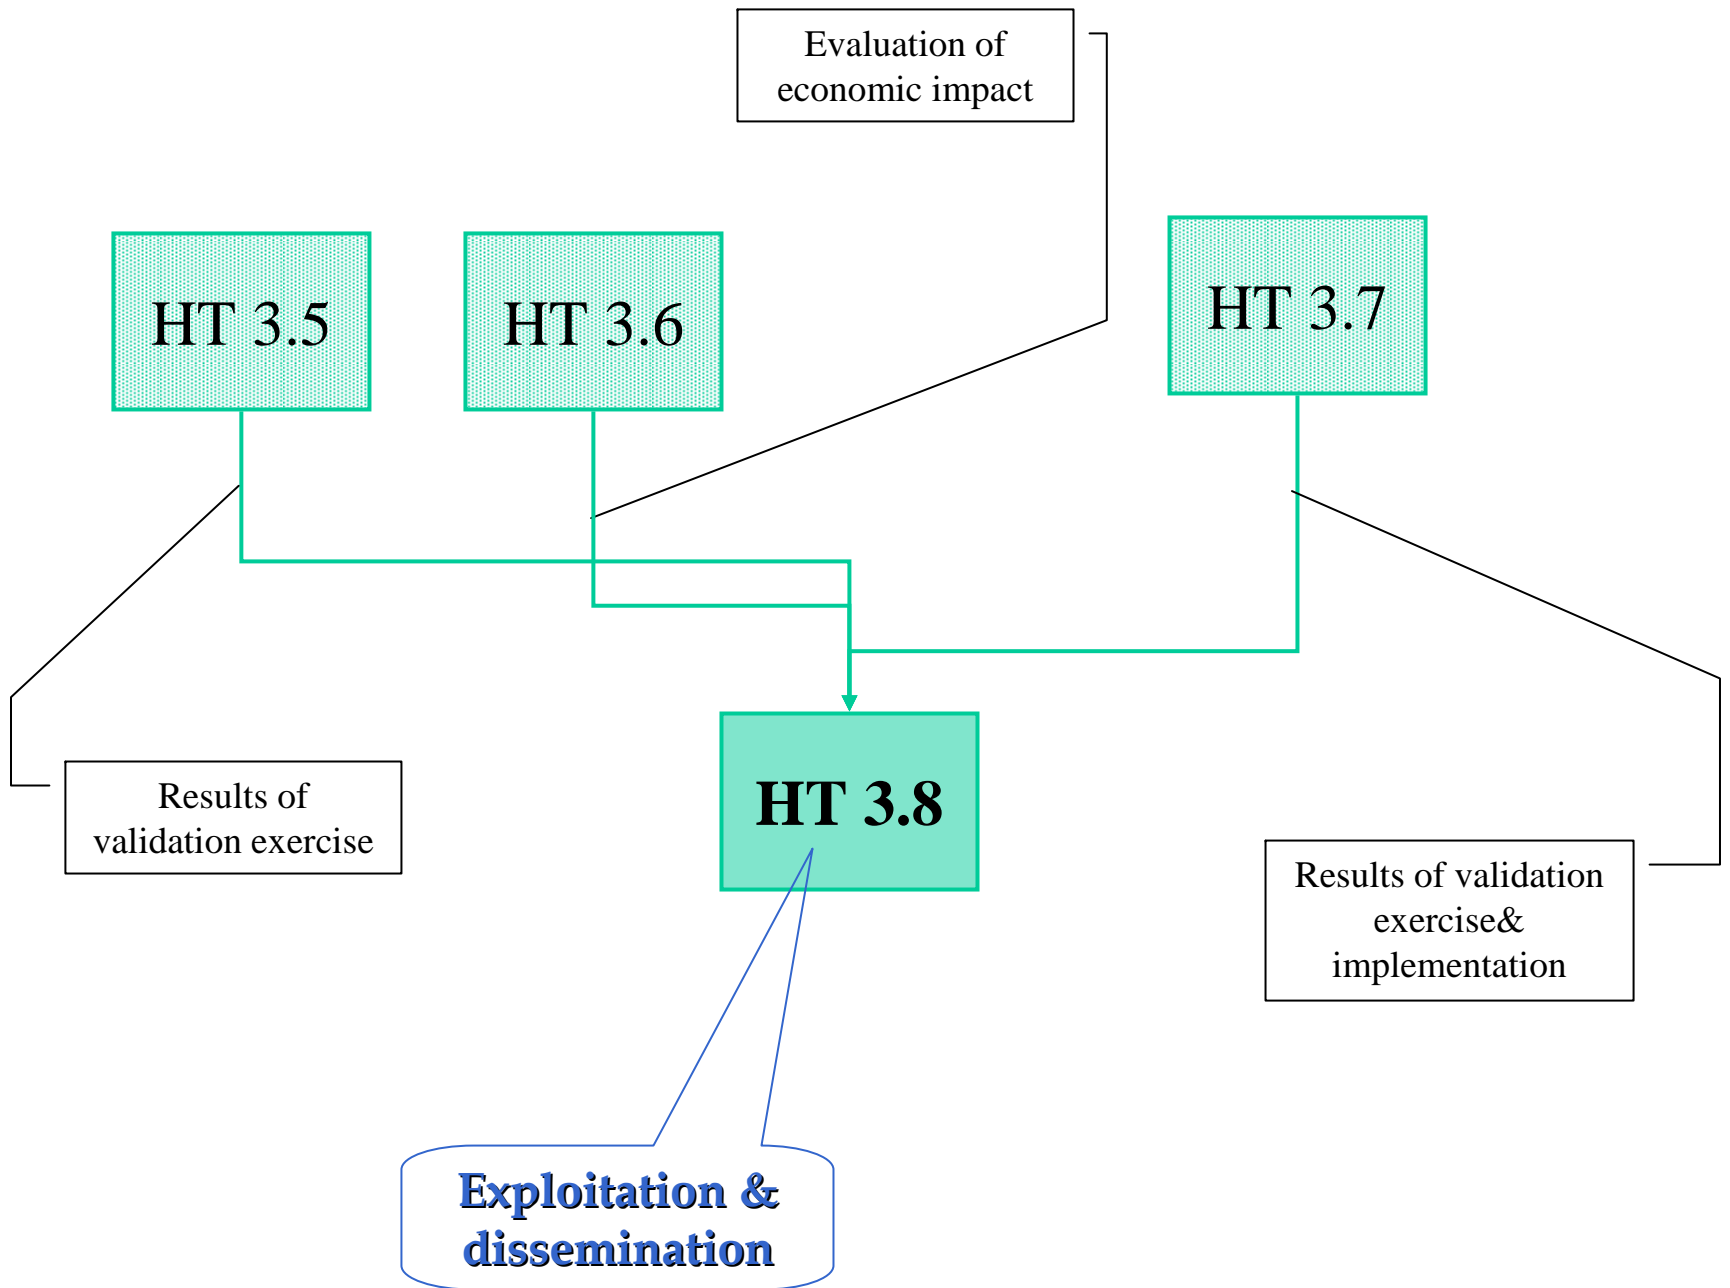 Evaluation of
economic impact
HT 3.5
HT 3.6
HT 3.7
Results of
validation exercise
HT 3.8
Results of validation
exercise&
implementation
Exploitation &
dissemination